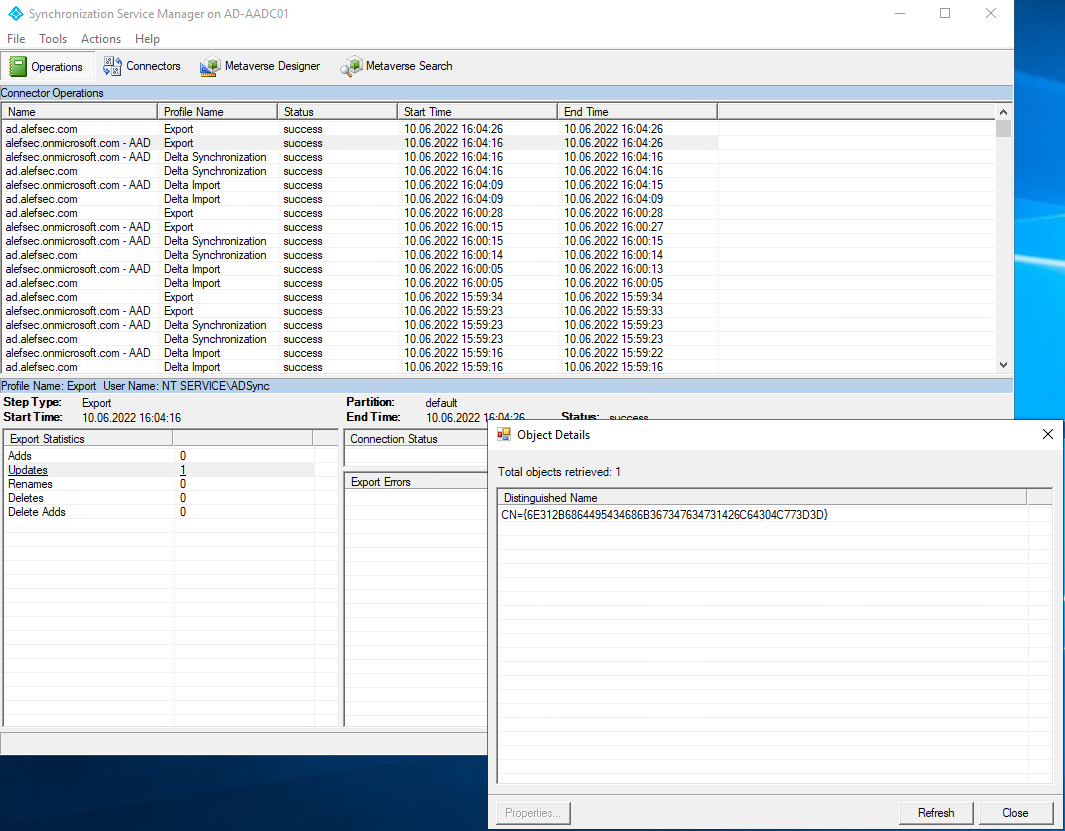 Synchronization Service Manager on AD-AADC01
File Tools Actions Help
Operations Connectors Metaverse Designer Metaverse Search
Connector Operations
Name Profile Name Status Start Time End Time
ad.alefsec.com Export success 10.06.2022 16:04:26 10.06.2022 16:04:26
alefsec.onmicrosoft.com - AAD Export success 10.06.2022 16:04:16 10.06.2022 16:04:26
alefsec.onmicrosoft.com - AAD Delta Synchronization success 10.06.2022 16:04:16 10.06.2022 16:04:16
ad.alefsec.com Delta Synchronization success 10.06.2022 16:04:16 10.06.2022 16:04:16
alefsec.onmicrosoft.com - AAD Delta Import success 10.06.2022 16:04:09 10.06.2022 16:04:15
ad.alefsec.com Delta Import success 10.06.2022 16:04:09 10.06.2022 16:04:09
ad.alefsec.com Export success 10.06.2022 16:00:28 10.06.2022 16:00:28
alefsec.onmicrosoft.com - AAD Export success 10.06.2022 16:00:15 10.06.2022 16:00:27
alefsec.onmicrosoft.com - AAD Delta Synchronization success 10.06.2022 16:00:15 10.06.2022 16:00:15
ad.alefsec.com Delta Synchronization success 10.06.2022 16:00:14 10.06.2022 16:00:14
alefsec.onmicrosoft.com - AAD Delta Import success 10.06.2022 16:00:05 10.06.2022 16:00:13
ad.alefsec.com Delta Import success 10.06.2022 16:00:05 10.06.2022 16:00:05
ad.alefsec.com Export success 10.06.2022 15:59:34 10.06.2022 15:59:34
alefsec.onmicrosoft.com - AAD Export success 10.06.2022 15:59:23 10.06.2022 15:59:33
alefsec.onmicrosoft.com - AAD Delta Synchronization success 10.06.2022 15:59:23 10.06.2022 15:59:23
ad.alefsec.com Delta Synchronization success 10.06.2022 15:59:23 10.06.2022 15:59:23
alefsec.onmicrosoft.com - AAD Delta Import success 10.06.2022 15:59:16 10.06.2022 15:59:22
ad.alefsec.com Delta Import success 10.06.2022 15:59:16 10.06.2022 15:59:16
Profile Name: Export User Name: NT SERVICE\ADSync
Step Type: Export Partition: default
Start Time: 10.06.2022 16:04:16 End Time: 10.06.2022 16:04:26 Status: success
Export Statistics
Adds 0
Updates 1
Renames 0
Deletes 0
Delete Adds 0
Connection Status
Export Errors
Object Details
Total objects retrieved: 1
Distinguished Name
CN={6E312B6864495434686B367347634731426C64304C773D3D}
Properties...
Refresh
Close